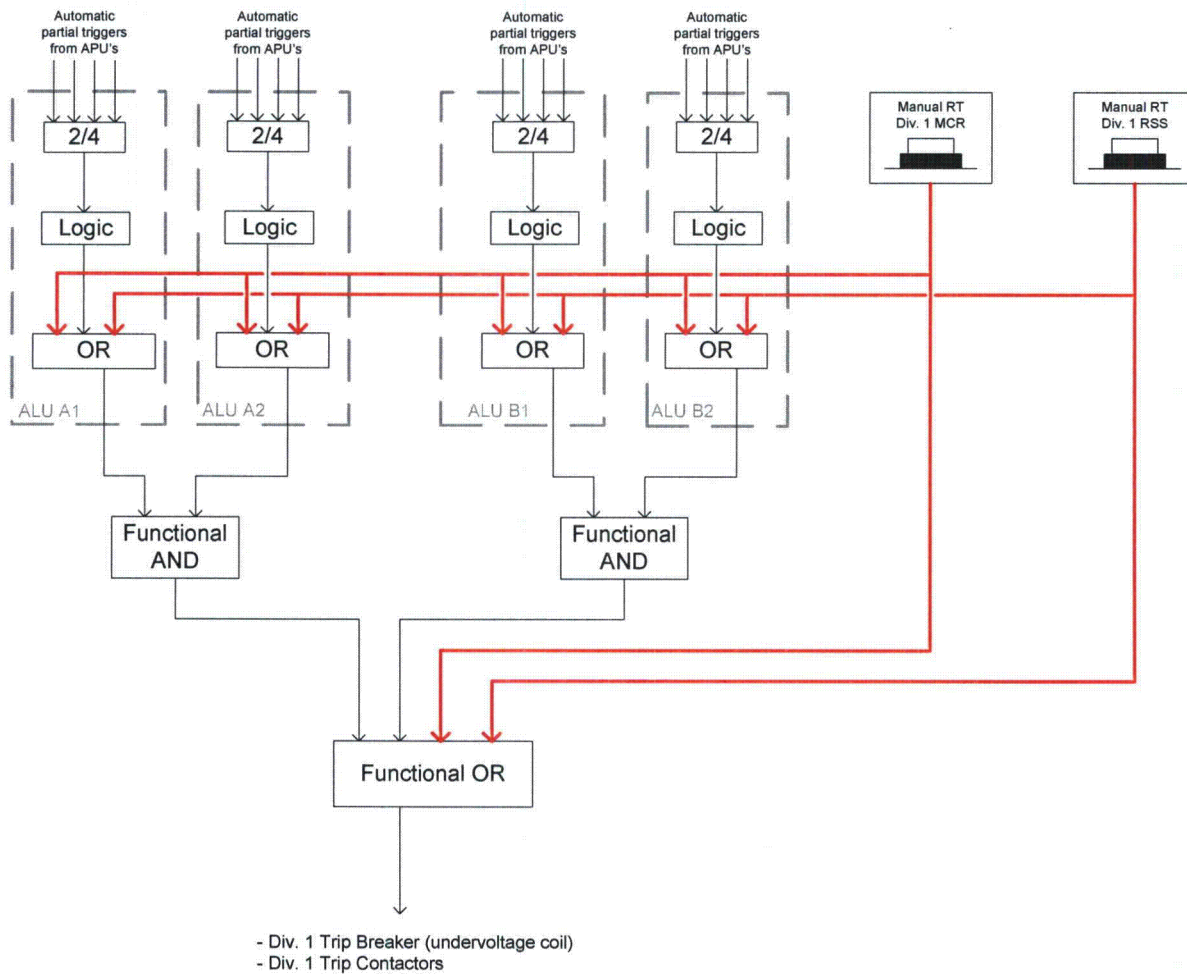 Automatic
partial triggers
from APU's
Automatic
partial triggers
from APU's
Automatic
partial triggers
from APU's
Automatic
partial triggers
from APU's
Manual RT
Div. 1 MCR
Manual RT
Div. 1 RSS
2/4
2/4
2/4
2/4
Logic
Logic
Logic
Logic
OR
OR
OR
OR
ALU A1
ALU A2
ALU B1
ALU B2
Functional
AND
Functional
AND
Functional OR
- Div. 1 Trip Breaker (undervoltage coil)
- Div. 1 Trip Contactors